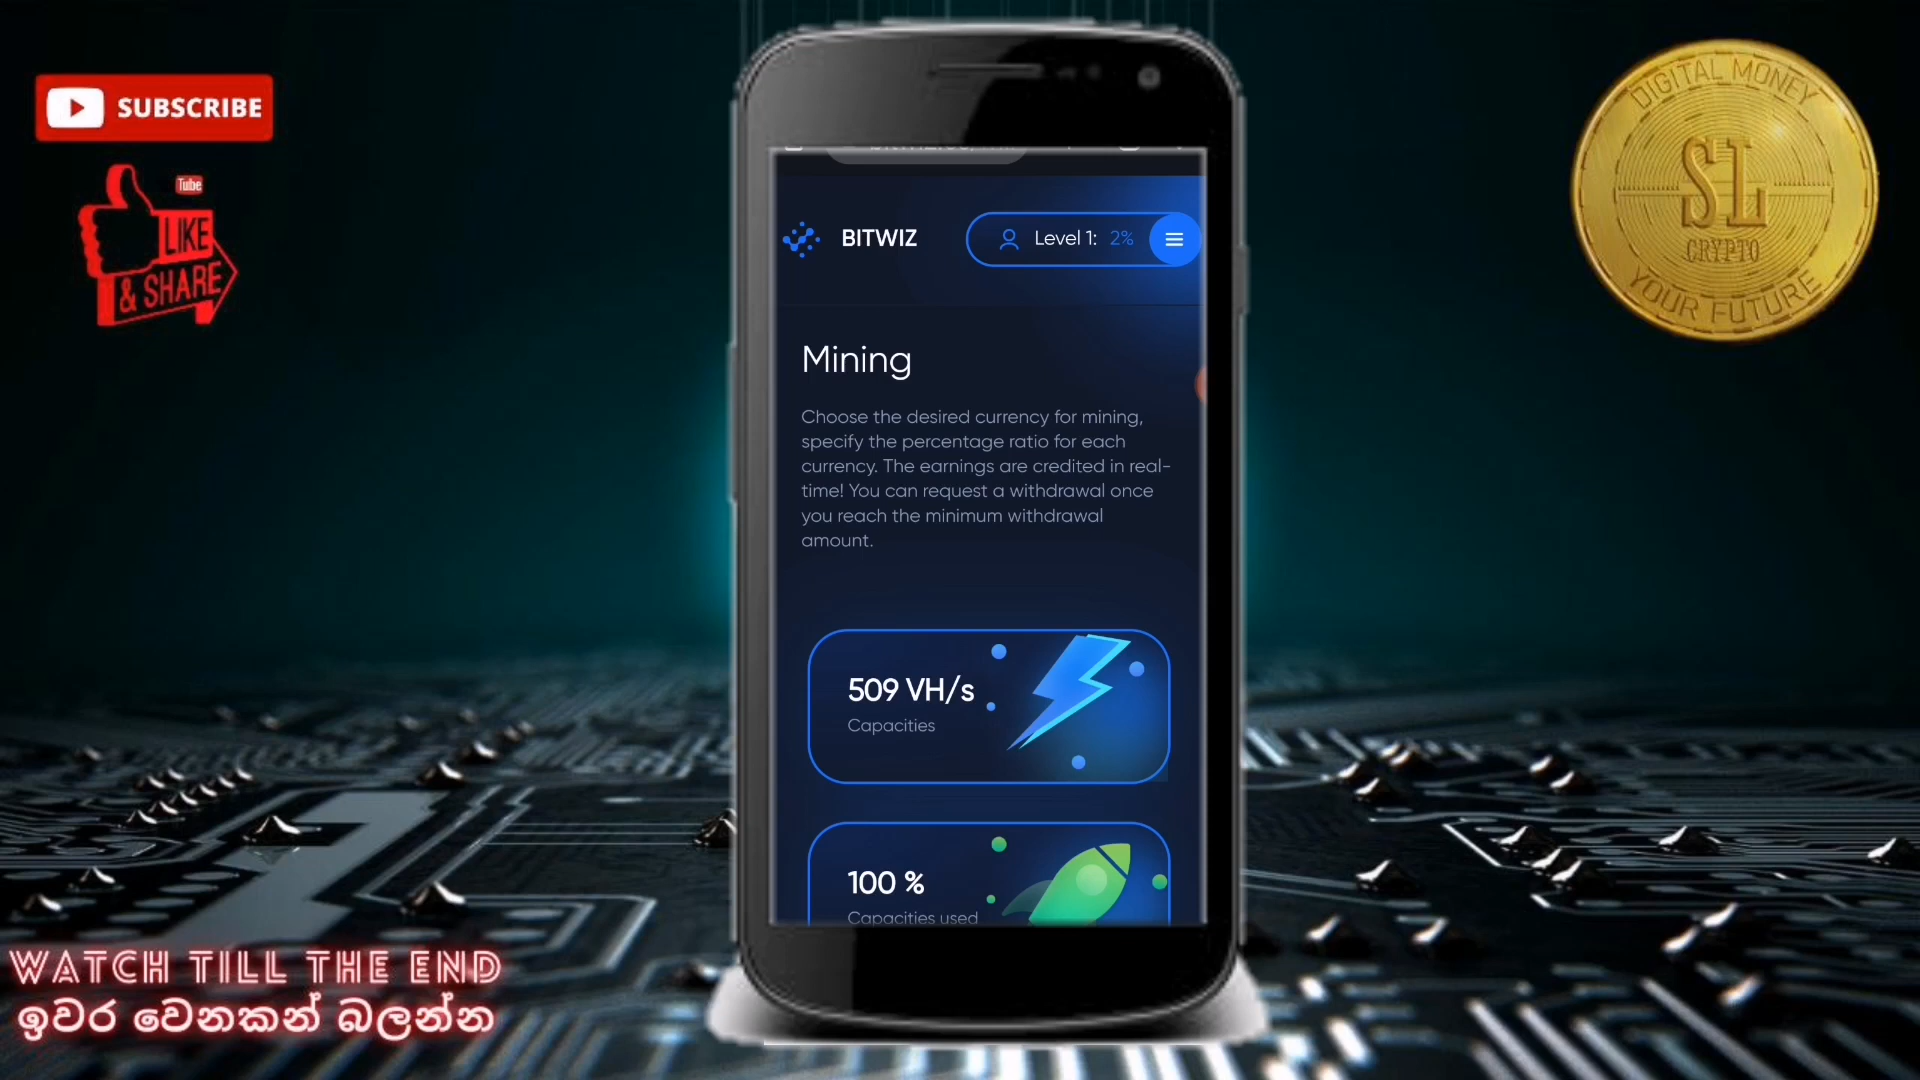 SUBSCRIBE
Tube
LIKE
& SHARE
DIGITAL MONEY
SL
CRYPTO
YOUR FUTURE
BITWIZ
Level 1: 2%
Mining
Choose the desired currency for mining,
specify the percentage ratio for each
currency. The earnings are credited in real-
time! You can request a withdrawal once
you reach the minimum withdrawal
amount.
509 VH/s
Capacities
100 %
Capacities used
WATCH TILL THE END
ඉවර වෙනකන් බලන්න